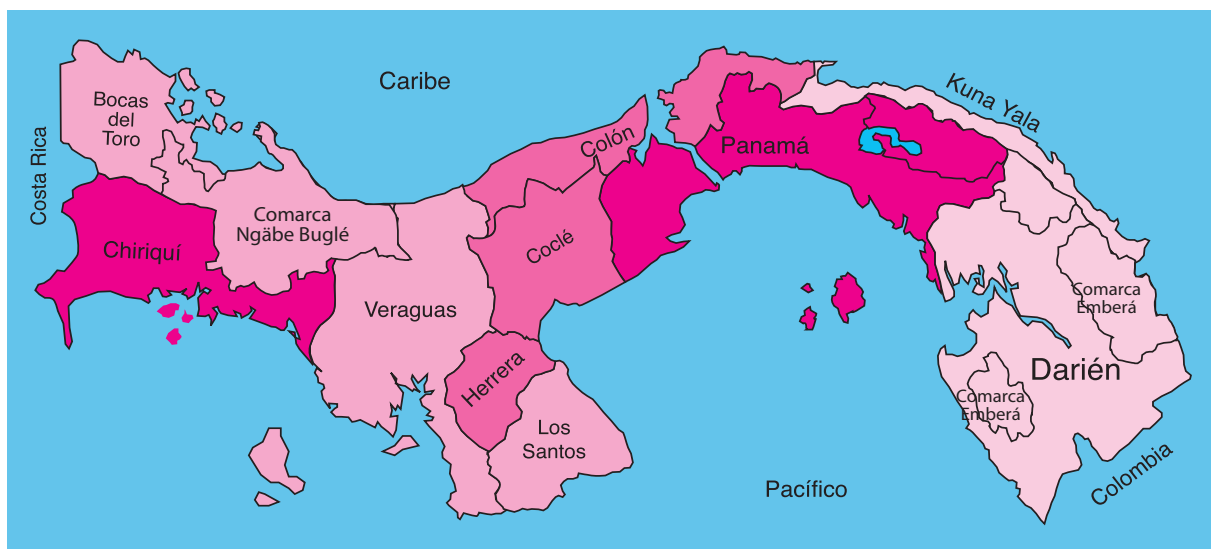 Costa Rica
Bocas
del
Toro
Caribe
Kuna Yala
Colón
Panamá
Comarca
Ngäbe Buglé
Chiriquí
Coclé
Veraguas
Comarca
Emberá
Herrera
Darién
Comarca
Emberá
Los
Santos
Pacífico
Colombia